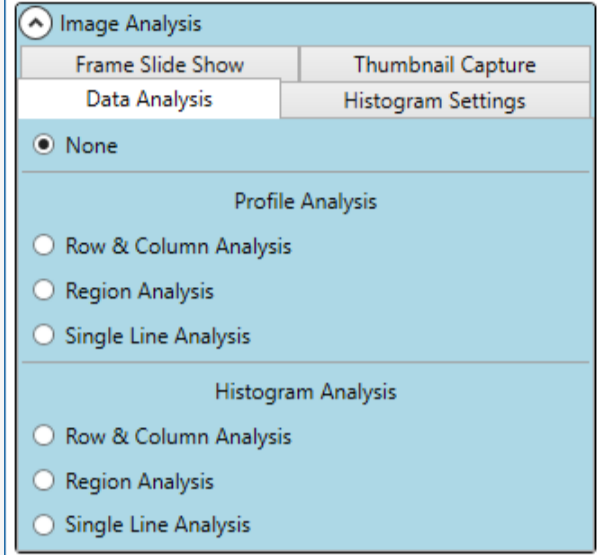 Image Analysis
Frame Slide Show Thumbnail Capture
Data Analysis Histogram Settings
None
Profile Analysis
Row & Column Analysis
Region Analysis
Single Line Analysis
Histogram Analysis
Row & Column Analysis
Region Analysis
Single Line Analysis